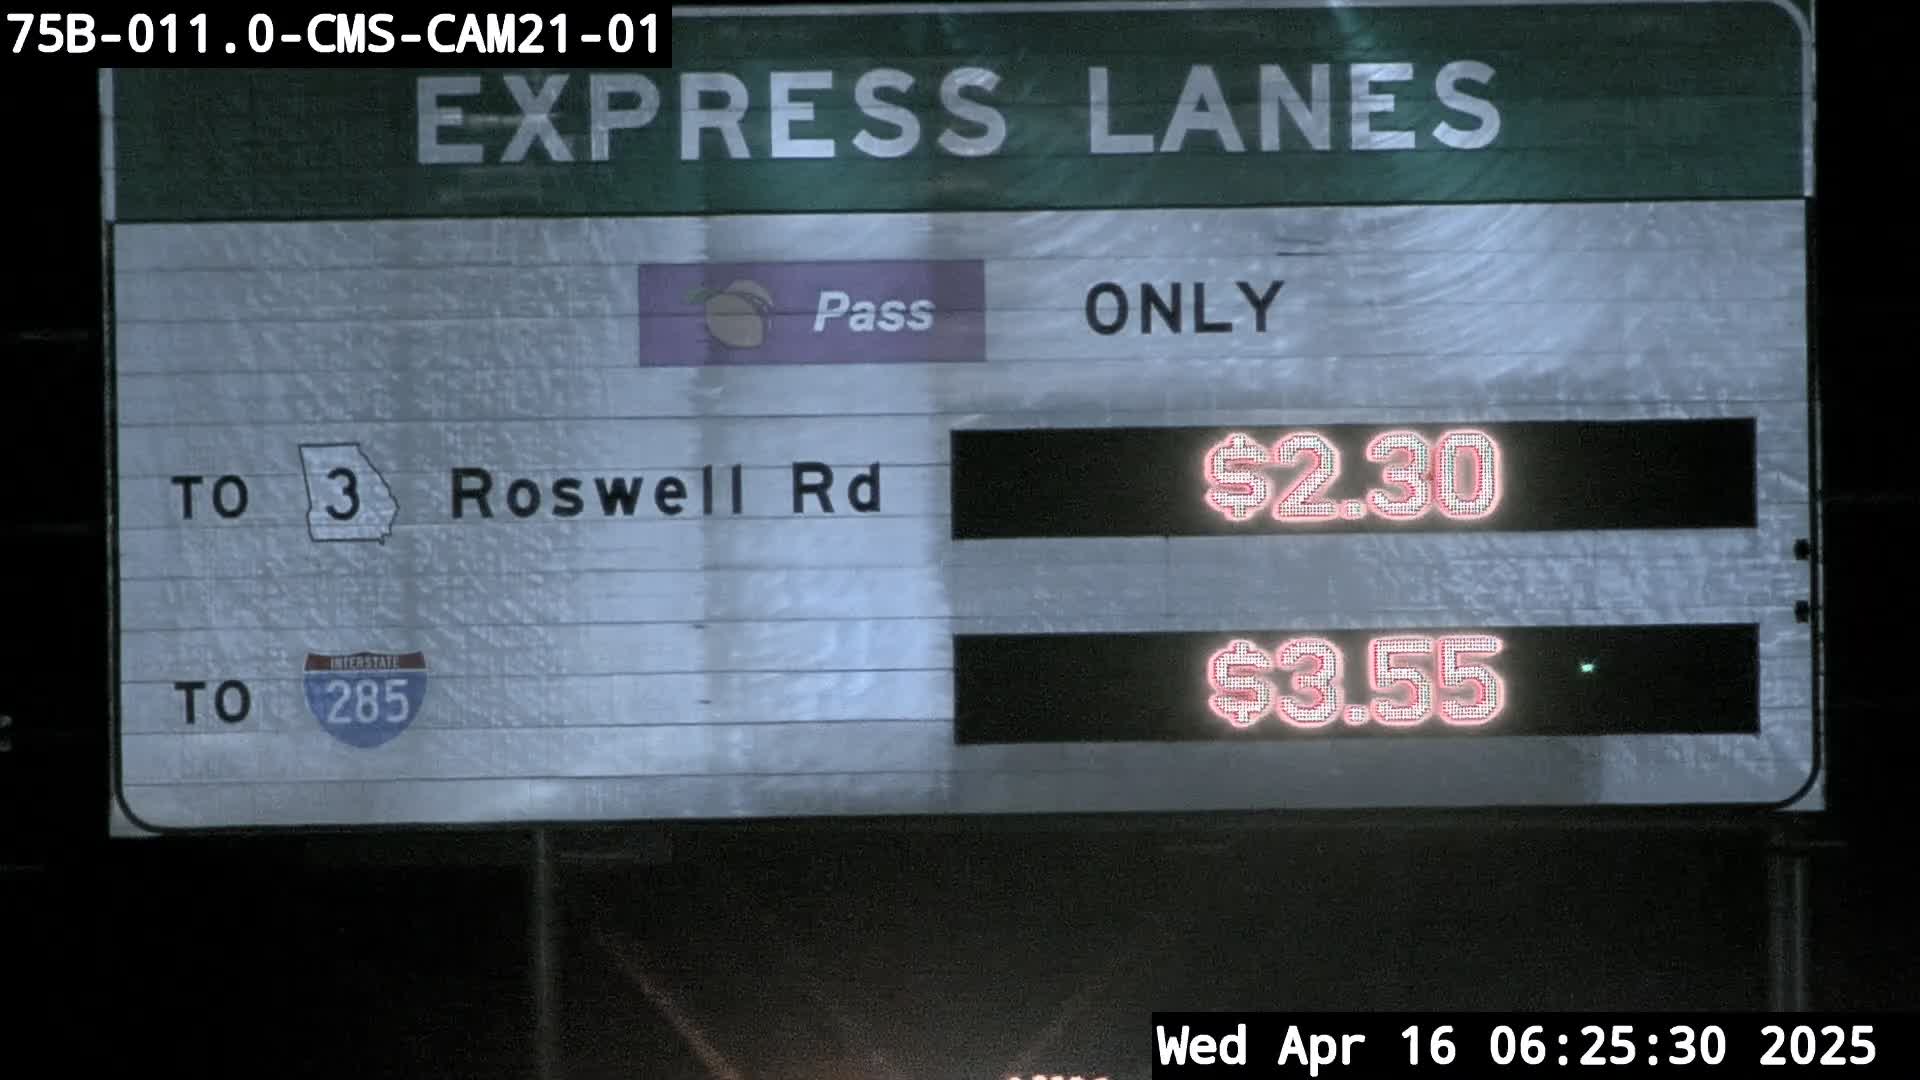 75B-011.0-CMS-CAM21-01
EXPRESS LANES
Pass ONLY
TO 3 Roswell Rd $2.30
TO INTERSTATE 285 $3.55
Wed Apr 16 06:25:30 2025